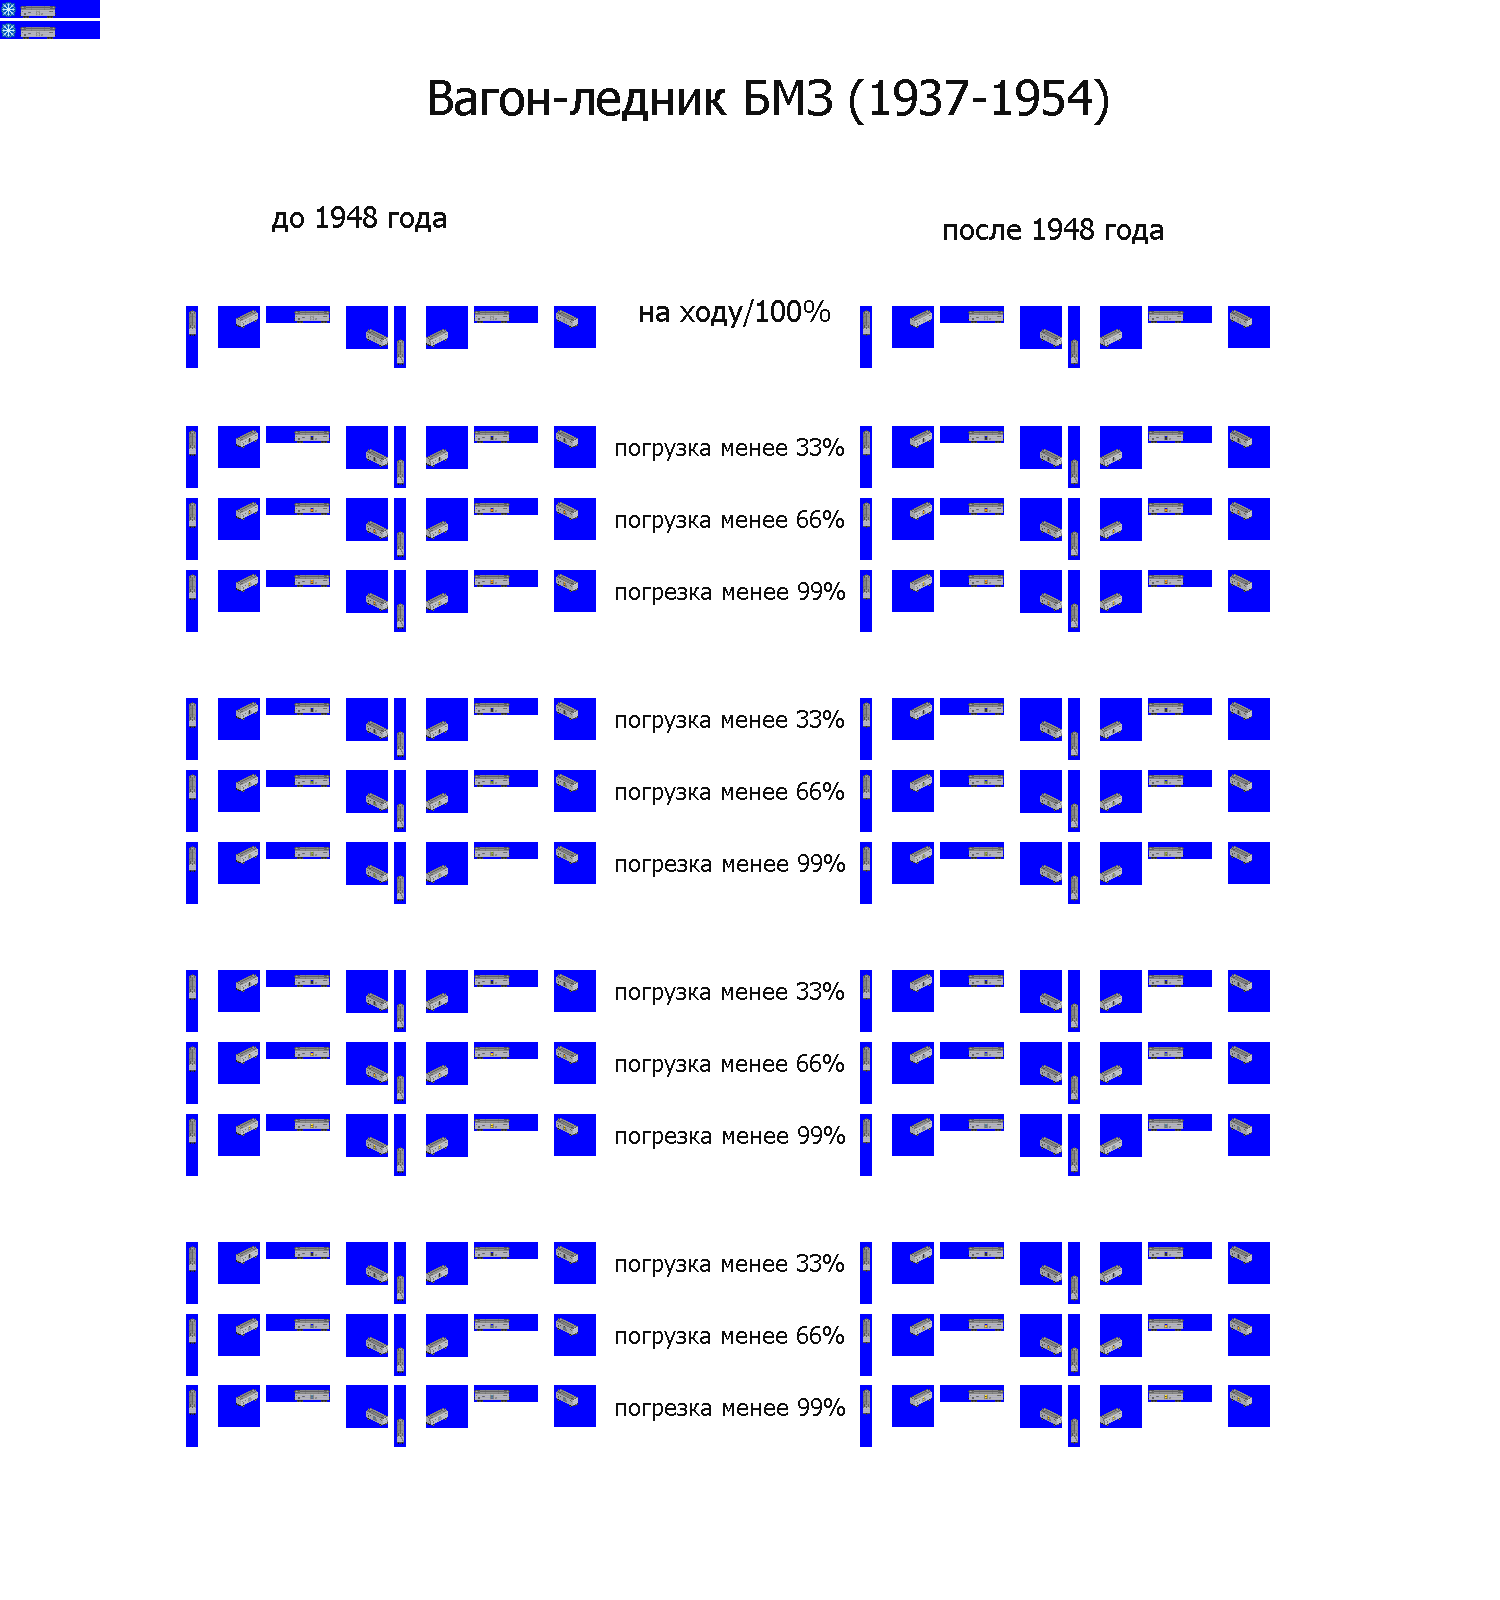 Вагон-ледник БМЗ (1937-1954)
до 1948 года
после 1948 года
на ходу/100%
погрузка менее 33%
погрузка менее 66%
погрезка менее 99%
погрузка менее 33%
погрузка менее 66%
погрезка менее 99%
погрузка менее 33%
погрузка менее 66%
погрезка менее 99%
погрузка менее 33%
погрузка менее 66%
погрезка менее 99%